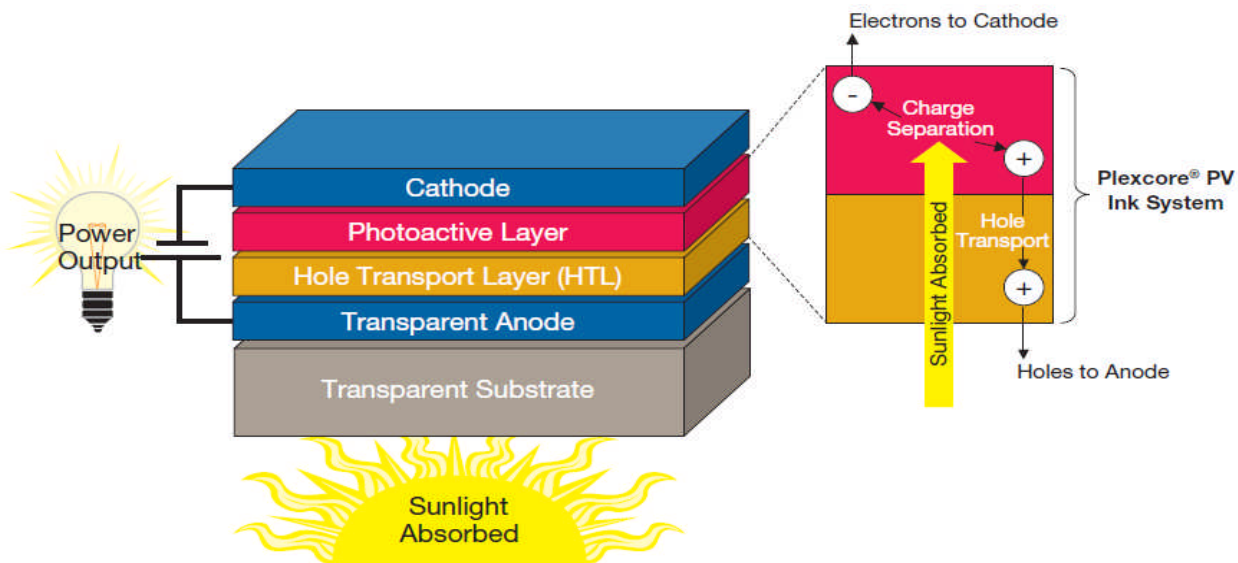 Electrons to Cathode
-
Charge
Separation
+
Plexcore® PV
Ink System
Hole
Transport
+
Sunlight Absorbed
Holes to Anode
Power
Output
Cathode
Photoactive Layer
Hole Transport Layer (HTL)
Transparent Anode
Transparent Substrate
Sunlight
Absorbed